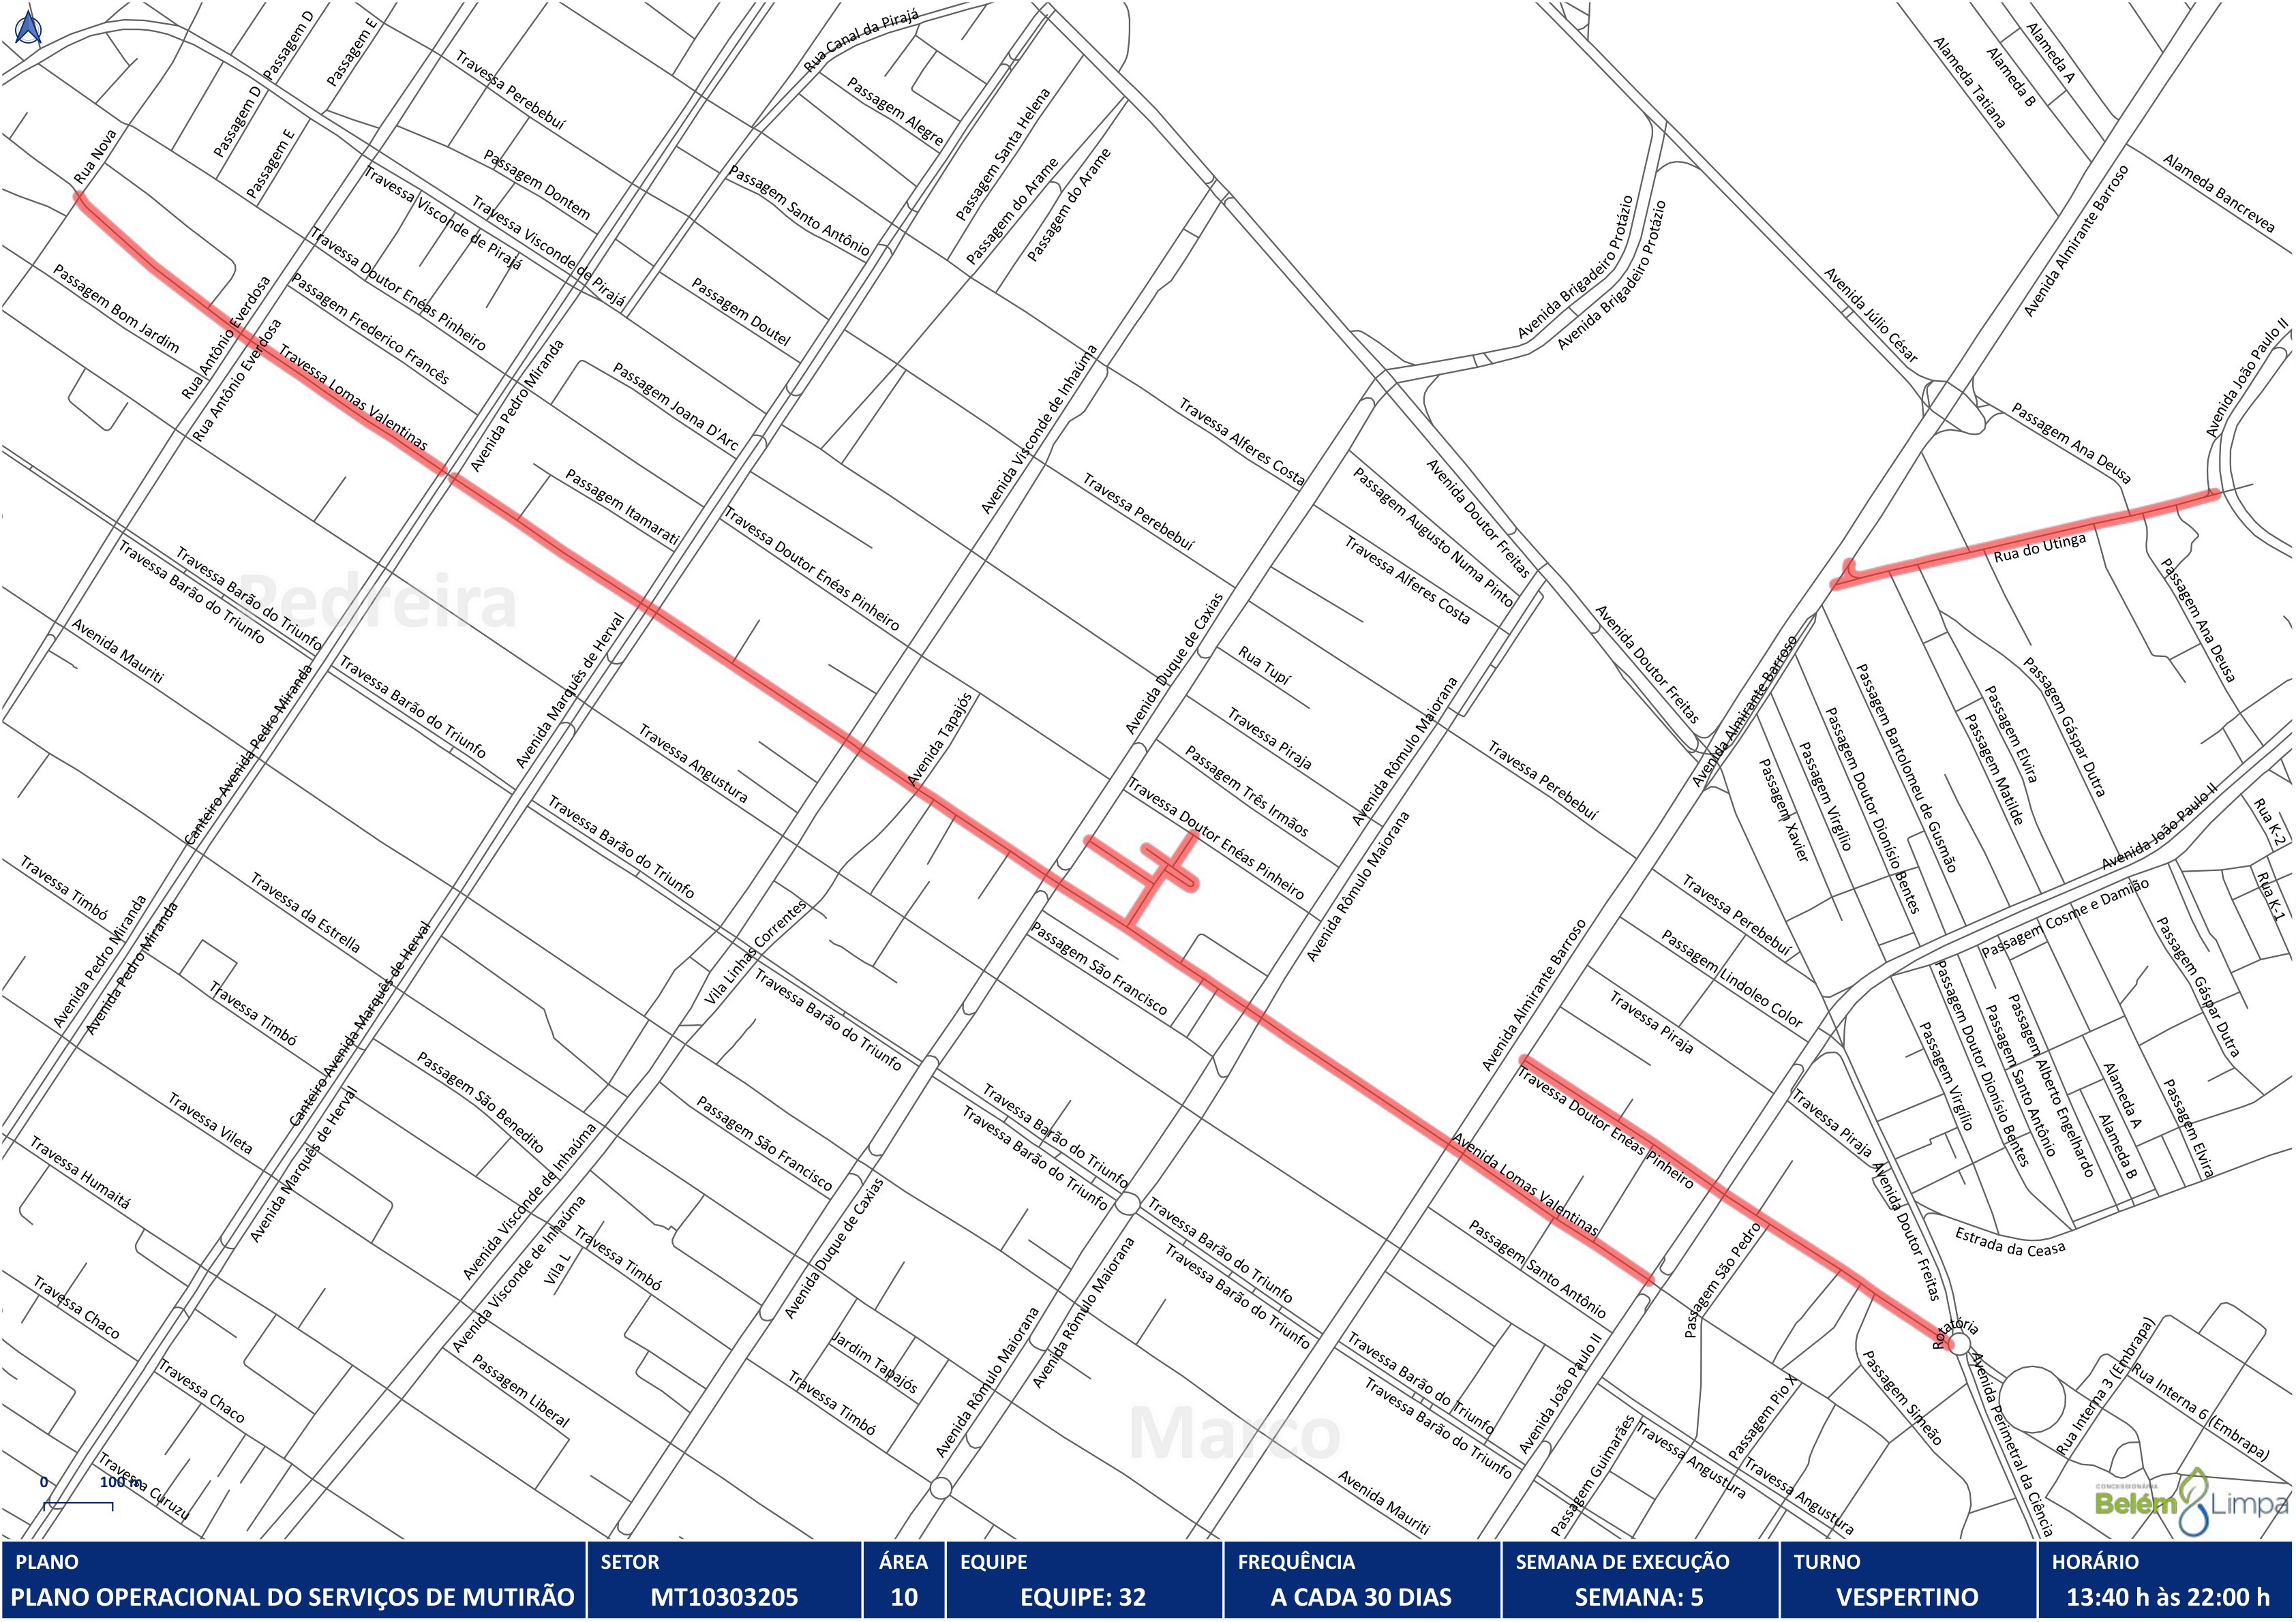 Passagem D
Passagem E
Passagem D
Passagem E
Rua Nova
Travessa Perebebuí
Rua Canal da Pirajá
Passagem Alegre
Passagem Santa Helena
Passagem do Arame
Passagem do Arame
Alameda Tatiana
Alameda B
Alameda A
Alameda Bancrevea
Avenida Almirante Barroso
Passagem Dontem
Travessa Visconde de Pirajá
Travessa Visconde de Pirajá
Passagem Santo Antônio
Passagem Doutel
Travessa Doutor Enéas Pinheiro
Passagem Frederico Francês
Passagem Bom Jardim
Rua Antônio Everdosa
Rua Antônio Everdosa
Travessa Lomas Valentinas
Avenida Pedro Miranda
Passagem Joana D'Arc
Passagem Itamarati
Travessa Doutor Enéas Pinheiro
Avenida Visconde de Inhaúma
Travessa Alferes Costa
Travessa Perebebuí
Avenida Brigadeiro Protázio
Avenida Brigadeiro Protázio
Avenida Júlio César
Avenida João Paulo II
Passagem Ana Deusa
Rua do Utinga
Passagem Ana Deusa
Passagem Augusto Numa Pinto
Avenida Doutor Freitas
Travessa Alferes Costa
Avenida Doutor Freitas
Rua Tupí
Avenida Duque de Caxias
Travessa Piraja
Passagem Três Irmãos
Travessa Doutor Enéas Pinheiro
Avenida Rômulo Maiorana
Avenida Rômulo Maiorana
Avenida Rômulo Maiorana
Travessa Perebebuí
Avenida Almirante Barroso
Passagem Xavier
Passagem Virgílio
Passagem Doutor Dionísio Bentes
Passagem Bartolomeu de Gusmão
Passagem Matilde
Passagem Elvira
Passagem Gáspar Dutra
Avenida João Paulo II
Passagem Cosme e Damião
Rua K-2
Rua K-1
Pedreira
Travessa Barão do Triunfo
Travessa Barão do Triunfo
Avenida Mauriti
Travessa Barão do Triunfo
Avenida Marquês de Herval
Travessa Angustura
Avenida Tapajós
Canteiro Avenida Pedro Miranda
Travessa Barão do Triunfo
Travessa Timbó
Travessa da Estrella
Avenida Pedro Miranda
Avenida Pedro Miranda
Travessa Timbó
Canteiro Avenida Marquês de Herval
Vila Linhas Correntes
Travessa Barão do Triunfo
Passagem São Francisco
Avenida Almirante Barroso
Travessa Perebebuí
Passagem Lindoleo Color
Travessa Piraja
Travessa Doutor Enéas Pinheiro
Travessa Piraja
Passagem Virgílio
Passagem Doutor Dionísio Bentes
Passagem Santo Antônio
Passagem Alberto Engelhardo
Alameda A
Alameda B
Passagem Elvira
Passagem Gáspar Dutra
Estrada da Ceasa
Avenida Doutor Freitas
Travessa Vileta
Travessa Humaitá
Passagem São Benedito
Avenida Marquês de Herval
Passagem São Francisco
Travessa Barão do Triunfo
Travessa Barão do Triunfo
Avenida Lomas Valentinas
Avenida Visconde de Inhaúma
Avenida Visconde de Inhaúma
Vila L
Travessa Timbó
Avenida Duque de Caxias
Travessa Barão do Triunfo
Travessa Barão do Triunfo
Passagem Santo Antônio
Passagem São Pedro
Rotatória
Travessa Chaco
Travessa Chaco
Travessa Curuzu
Passagem Liberal
Jardim Tapajós
Travessa Timbó
Avenida Rômulo Maiorana
Avenida Rômulo Maiorana
Marco
Travessa Barão do Triunfo
Travessa Barão do Triunfo
Avenida João Paulo II
Avenida Mauriti
Passagem Guimarães
Travessa Angustura
Passagem Pio X
Travessa Angustura
Passagem Simeão
Avenida Perimetral da Ciência
Rua Interna 3 (Embrapa)
Rua Interna 6 (Embrapa)
0 100 m
CONCESSIONÁRIA
Belém Limpa
PLANO
PLANO OPERACIONAL DO SERVIÇOS DE MUTIRÃO
SETOR
MT10303205
ÁREA
10
EQUIPE
EQUIPE: 32
FREQUÊNCIA
A CADA 30 DIAS
SEMANA DE EXECUÇÃO
SEMANA: 5
TURNO
VESPERTINO
HORÁRIO
13:40 h às 22:00 h